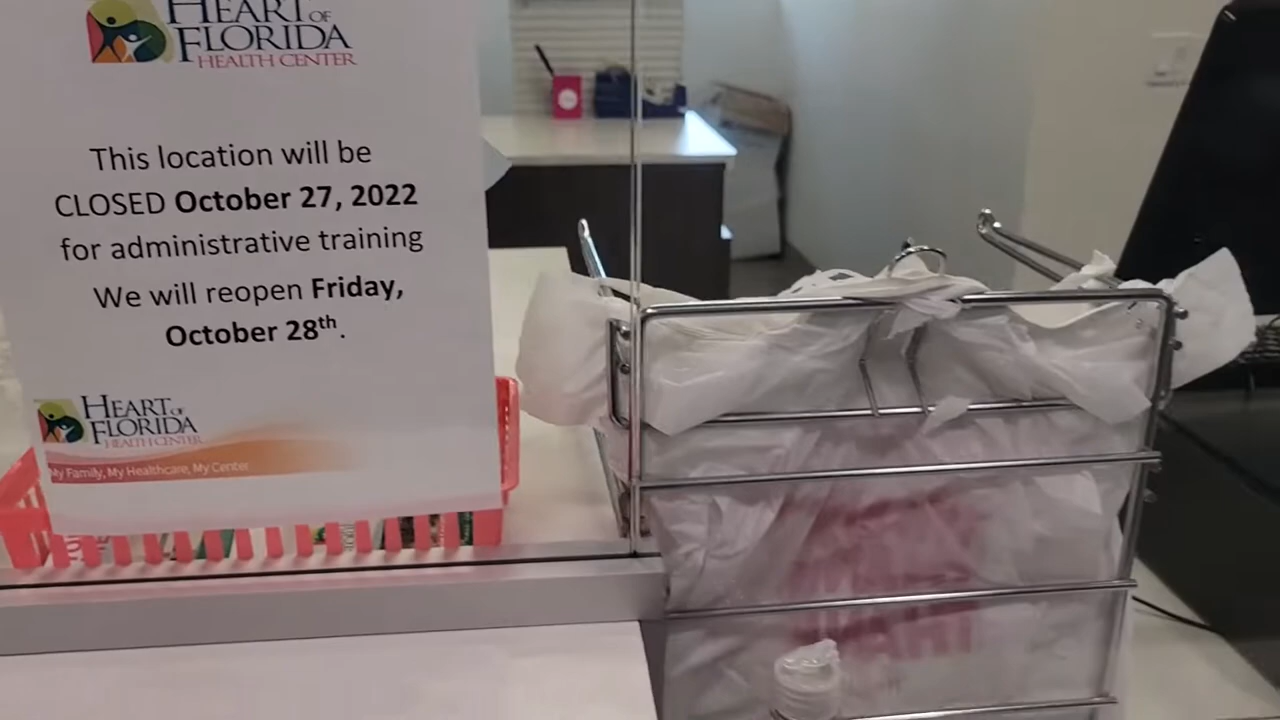 HEART OF
FLORIDA
HEALTH CENTER
This location will be
CLOSED October 27, 2022
for administrative training
We will reopen Friday,
October 28th.
HEART OF
FLORIDA
HEALTH CENTER
My Family, My Healthcare, My Center